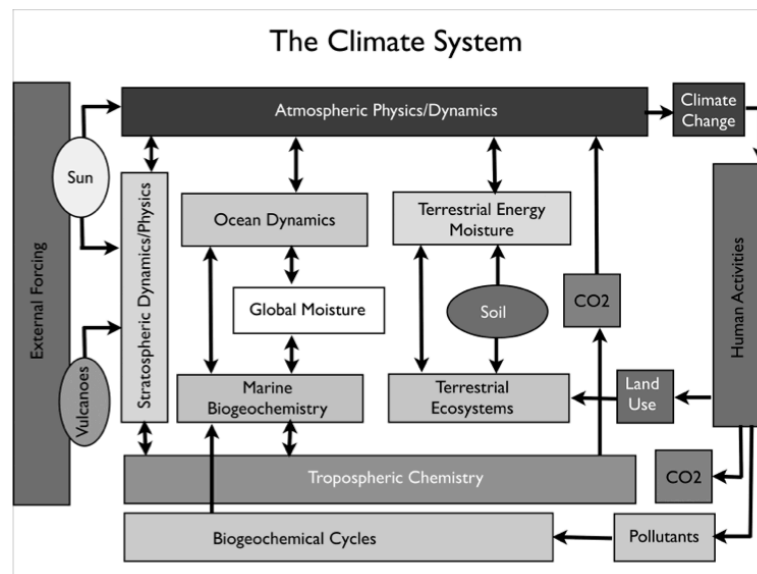 The Climate System
Atmospheric Physics/Dynamics
Climate
Change
Sun
External Forcing
Stratospheric Dynamics/Physics
Ocean Dynamics
Terrestrial Energy
Moisture
Human Activities
Global Moisture
Soil
CO2
Vulcanoes
Marine
Biogeochemistry
Terrestrial
Ecosystems
Land
Use
Tropospheric Chemistry
CO2
Biogeochemical Cycles
Pollutants